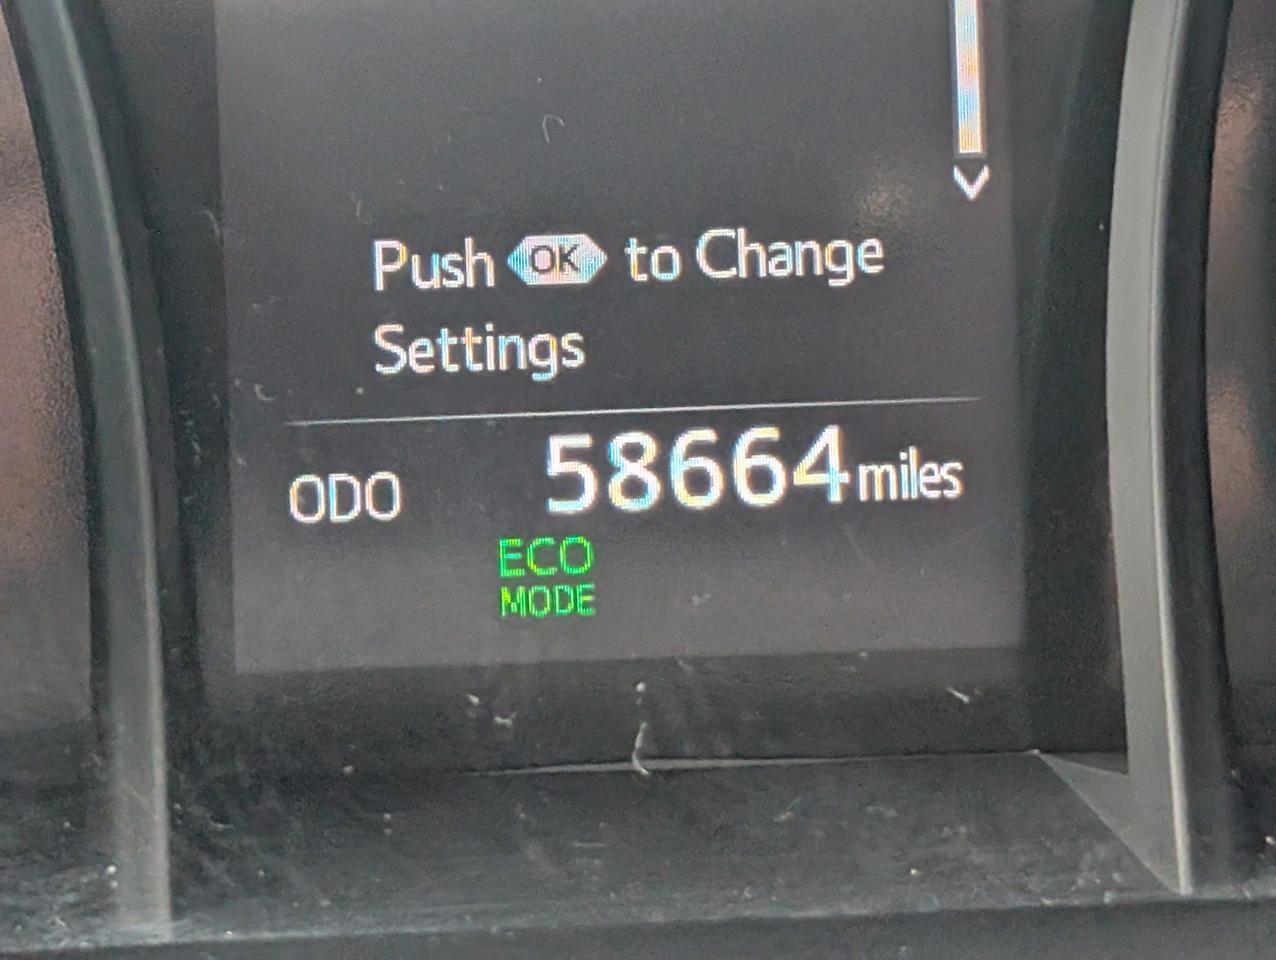 Push OK to Change
Settings
ODO 58664 miles
ECO
MODE